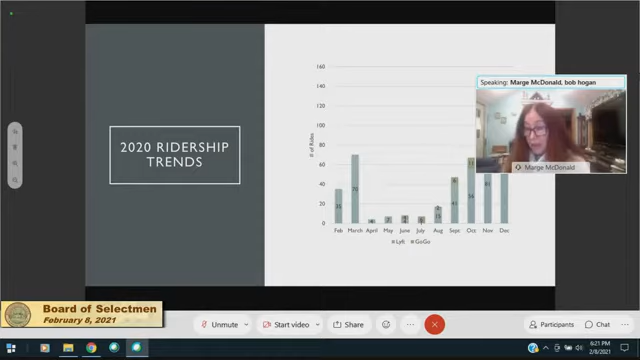 Speaking: Marge McDonald, bob hogan
Marge McDonald
2020 RIDERSHIP
TRENDS
# of Rides
160
140
120
100
80
60
40
20
0
35
70
15
41
56
11
Feb March April May June July Aug Sept Oct Nov Dec
Lyft GoGo
Board of Selectmen
February 8, 2021
Unmute
Start video
Share
Participants
Chat
6:21 PM
2/8/2021